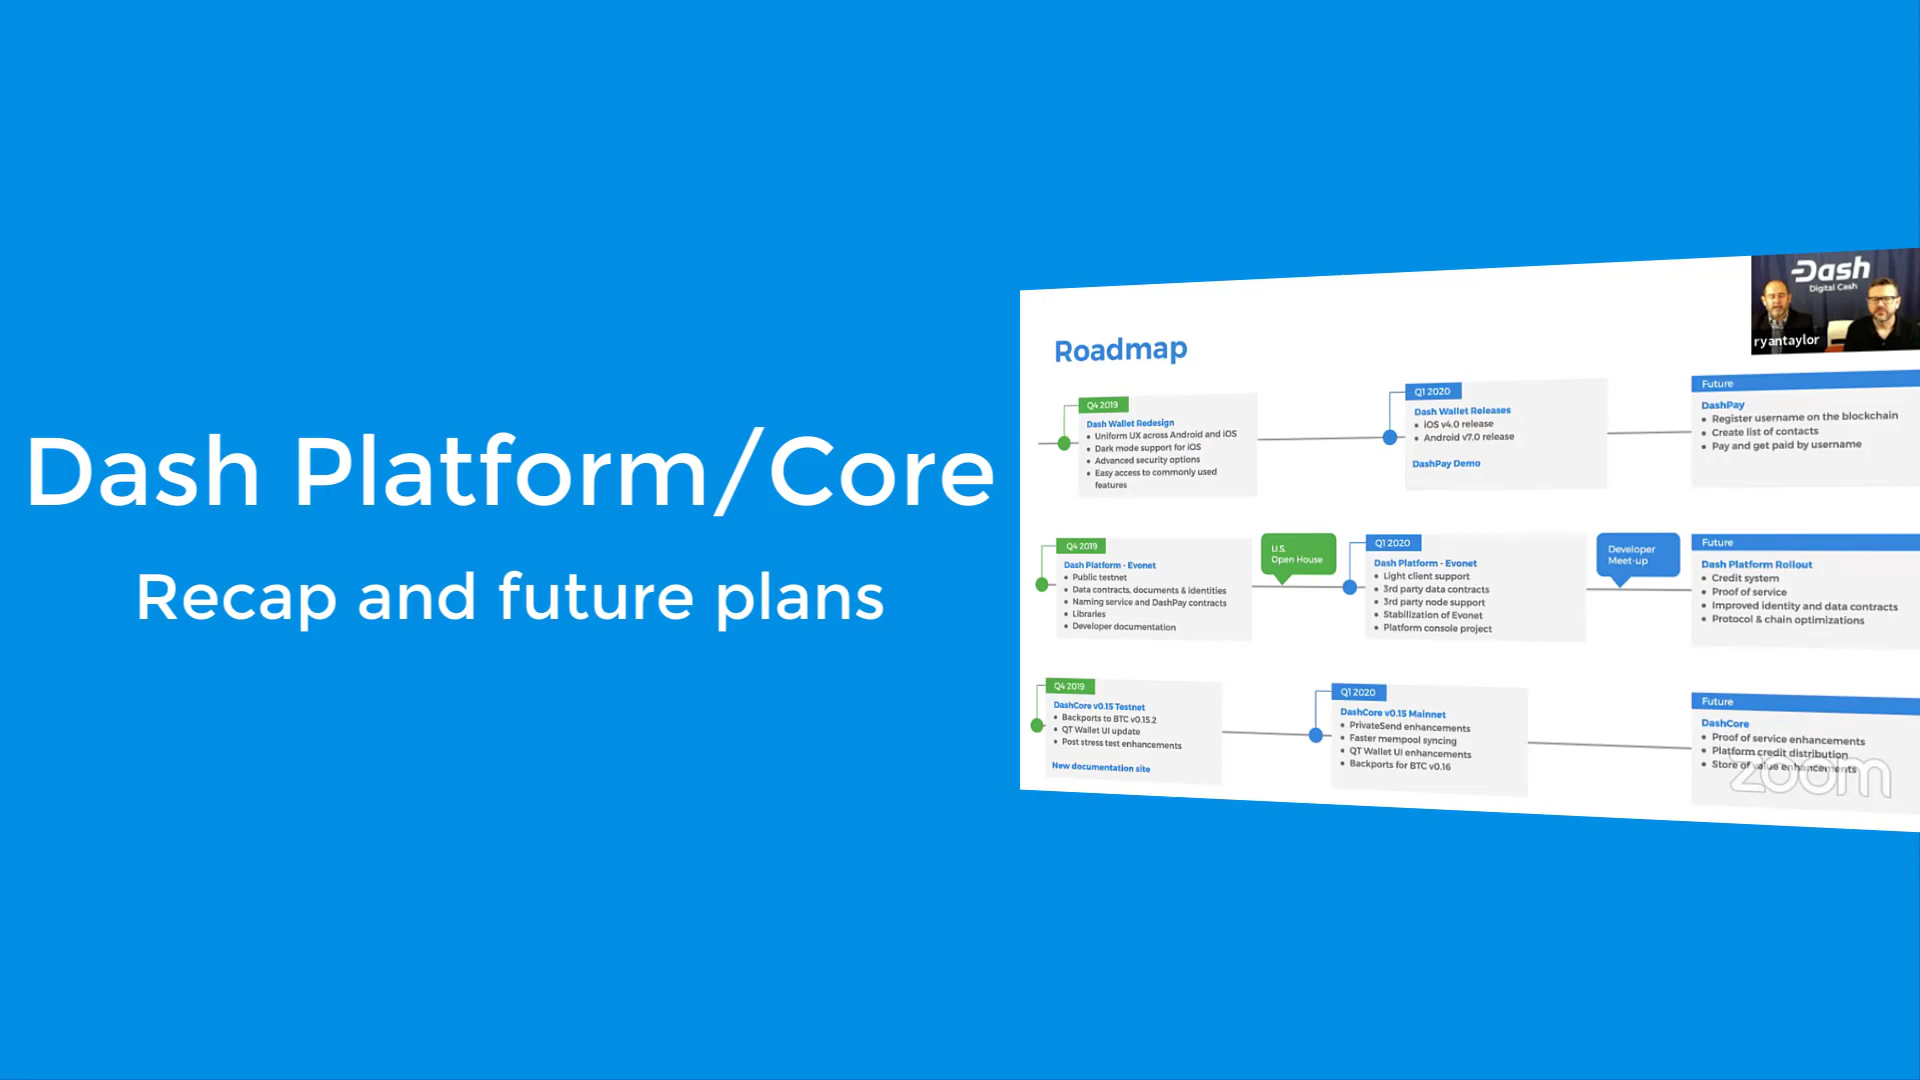 Dash Platform/Core
Recap and future plans
Dash
Digital Cash
ryantaylor
Roadmap
Q4 2019
Dash Wallet Redesign
• Uniform UX across Android and iOS
• Dark mode support for iOS
• Advanced security options
• Easy access to commonly used
features
Q1 2020
Dash Wallet Releases
• iOS v4.0 release
• Android v7.0 release
DashPay Demo
Future
DashPay
• Register username on the blockchain
• Create list of contacts
• Pay and get paid by username
Q4 2019
Dash Platform - Evonet
• Public testnet
• Data contracts, documents & identities
• Naming service and DashPay contracts
• Libraries
• Developer documentation
U.S.
Open House
Q1 2020
Dash Platform - Evonet
• Light client support
• 3rd party data contracts
• 3rd party node support
• Stabilization of Evonet
• Platform console project
Developer
Meet-up
Future
Dash Platform Rollout
• Credit system
• Proof of service
• Improved identity and data contracts
• Protocol & chain optimizations
Q4 2019
DashCore v0.15 Testnet
• Backports to BTC v0.15.2
• QT Wallet UI update
• Post stress test enhancements
New documentation site
Q1 2020
DashCore v0.15 Mainnet
• PrivateSend enhancements
• Faster mempool syncing
• QT Wallet UI enhancements
• Backports for BTC v0.16
Future
DashCore
• Proof of service enhancements
• Platform credit distribution
• Store of value enhancements
zoom